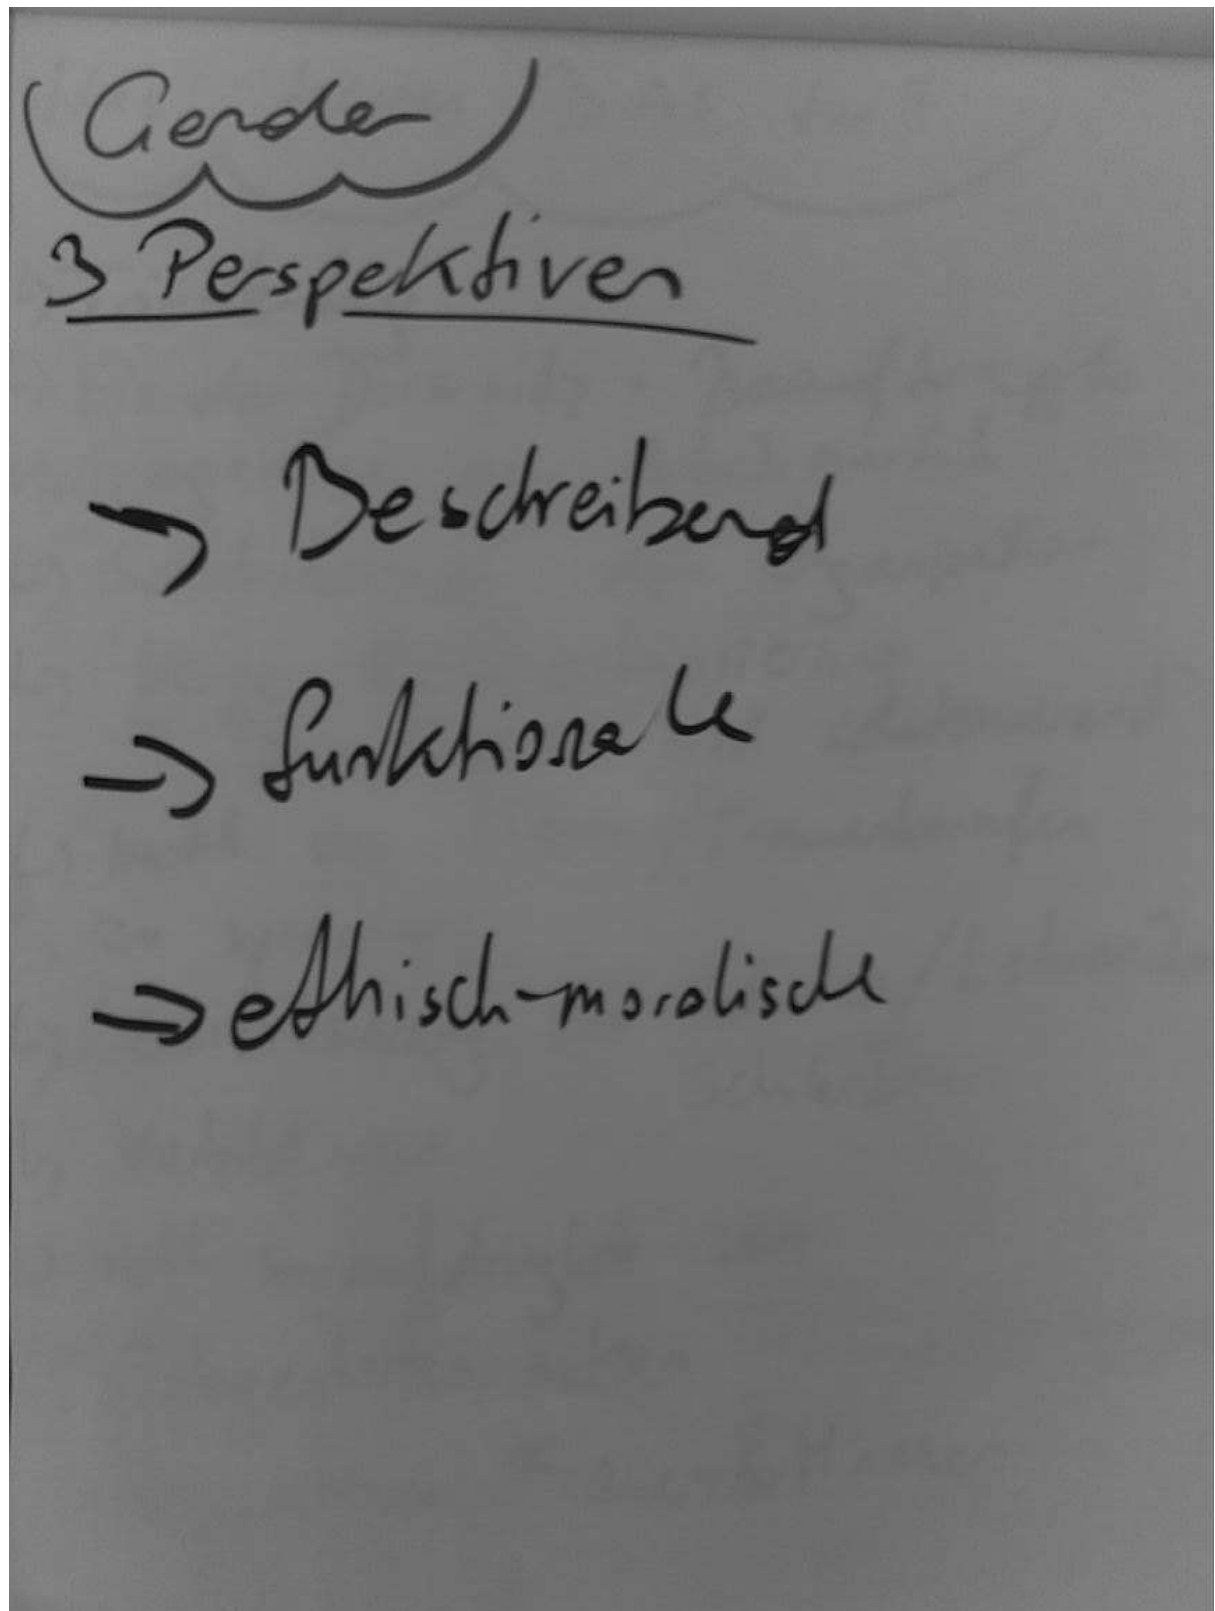 Gender
3 Perspektiven
→ Beschreibend
→ funktionale
→ ethisch-moralische